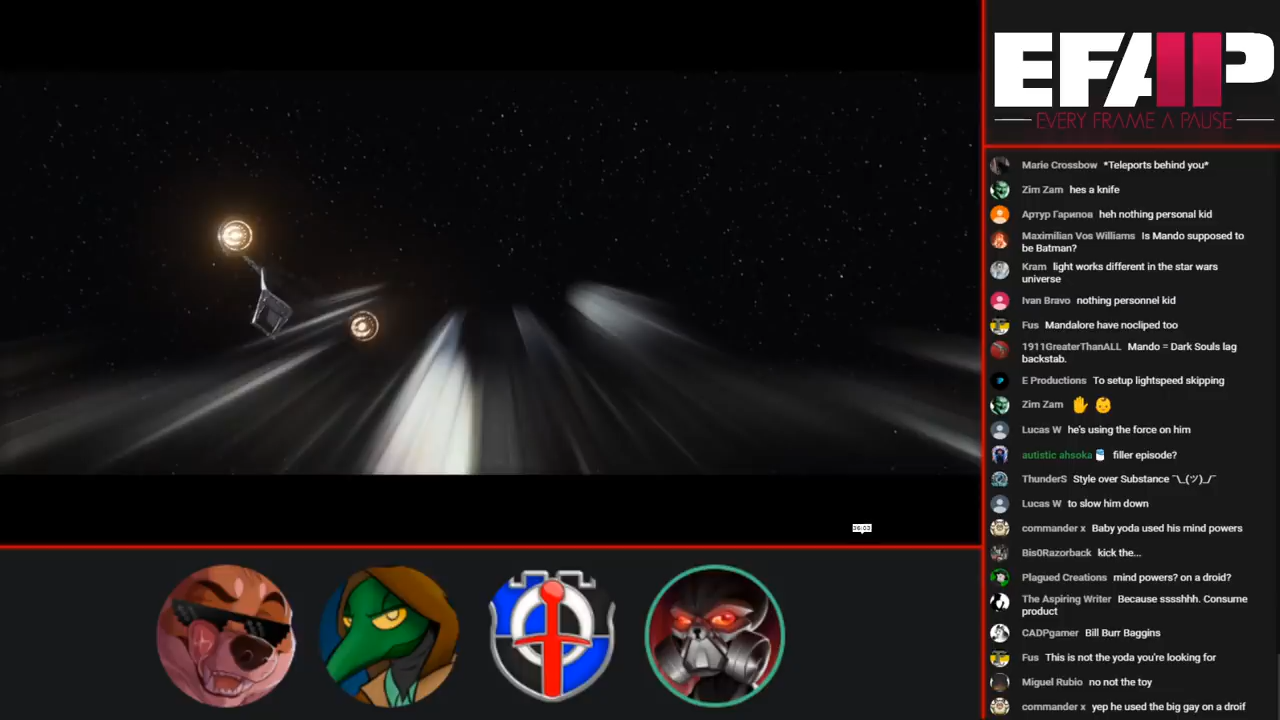 EFAP
EVERY FRAME A PAUSE
Marie Crossbow *Teleports behind you*
Zim Zam hes a knife
Артур Гарипов heh nothing personal kid
Maximilian Vos Williams Is Mando supposed to
be Batman?
Kram light works different in the star wars
universe
Ivan Bravo nothing personnel kid
Fus Mandalore have nocliped too
1911GreaterThanALL Mando = Dark Souls lag
backstab.
E Productions To setup lightspeed skipping
Zim Zam ✋ 👶
Lucas W he's using the force on him
autistic ahsoka filler episode?
ThunderS Style over Substance ¯\_(ツ)_/¯
Lucas W to slow him down
commander x Baby yoda used his mind powers
Bis0Razorback kick the...
Plagued Creations mind powers? on a droid?
The Aspiring Writer Because sssshhh. Consume
product
CADPgamer Bill Burr Baggins
Fus This is not the yoda you're looking for
Miguel Rubio no not the toy
commander x yep he used the big gay on a droif
36:03